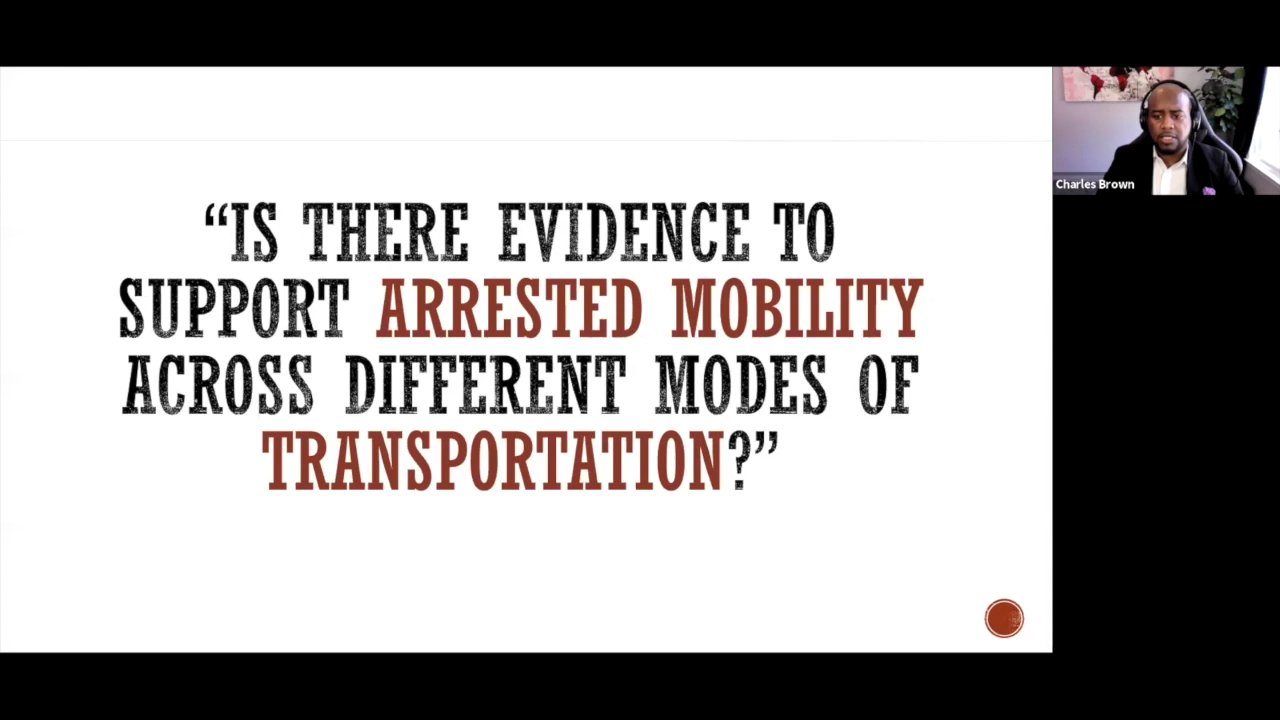 “IS THERE EVIDENCE TO
SUPPORT ARRESTED MOBILITY
ACROSS DIFFERENT MODES OF
TRANSPORTATION?”
Charles Brown